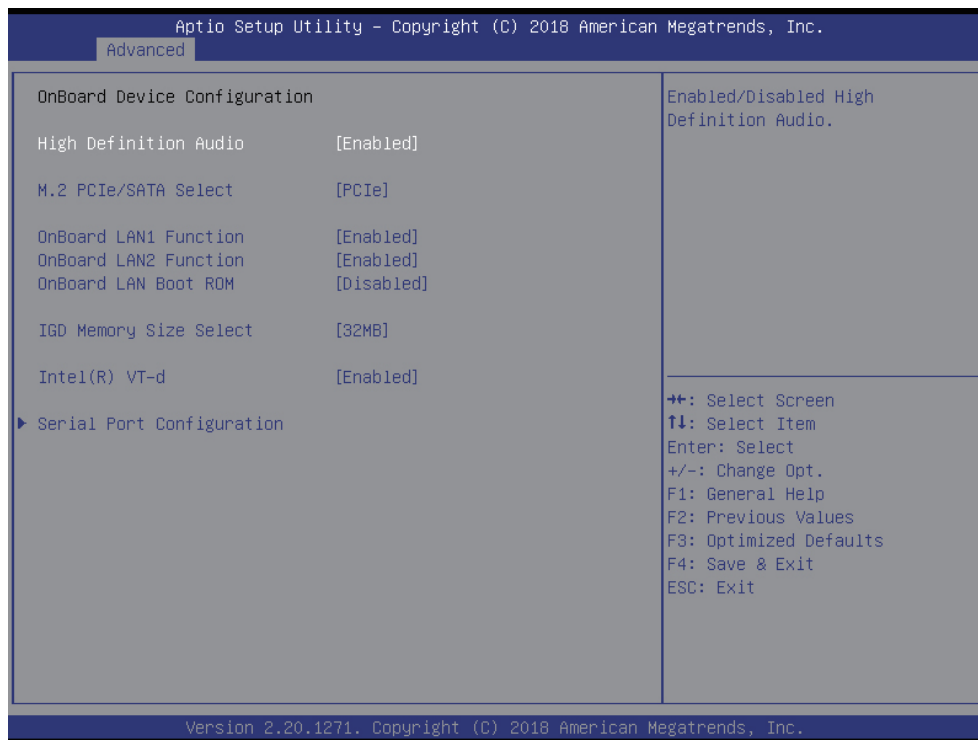 Aptio Setup Utility – Copyright (C) 2018 American Megatrends, Inc.
Advanced
OnBoard Device Configuration
High Definition Audio [Enabled]
M.2 PCIe/SATA Select [PCIe]
OnBoard LAN1 Function [Enabled]
OnBoard LAN2 Function [Enabled]
OnBoard LAN Boot ROM [Disabled]
IGD Memory Size Select [32MB]
Intel(R) VT-d [Enabled]
▶ Serial Port Configuration
Enabled/Disabled High
Definition Audio.
→←: Select Screen
↑↓: Select Item
Enter: Select
+/-: Change Opt.
F1: General Help
F2: Previous Values
F3: Optimized Defaults
F4: Save & Exit
ESC: Exit
Version 2.20.1271. Copyright (C) 2018 American Megatrends, Inc.